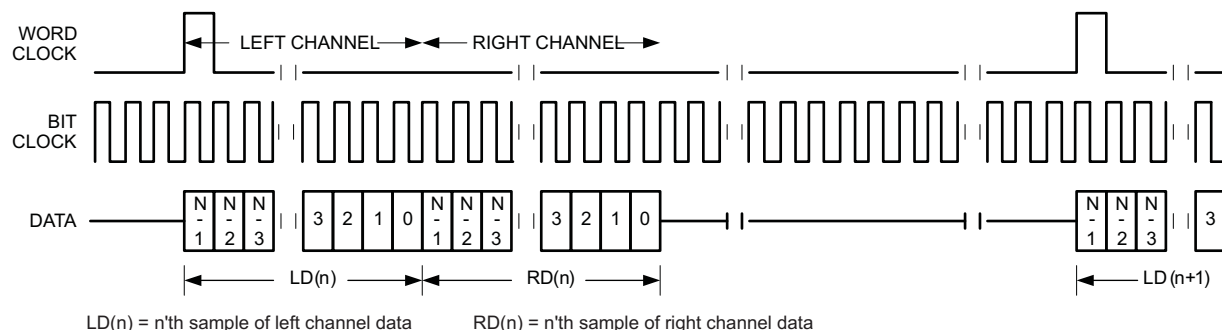 WORD CLOCK
LEFT CHANNEL
RIGHT CHANNEL
BIT CLOCK
DATA
N-1 N-2 N-3 3 2 1 0 N-1 N-2 N-3 3 2 1 0 N-1 N-2 N-3 3
LD(n)
RD(n)
LD(n+1)
LD(n) = n'th sample of left channel data
RD(n) = n'th sample of right channel data